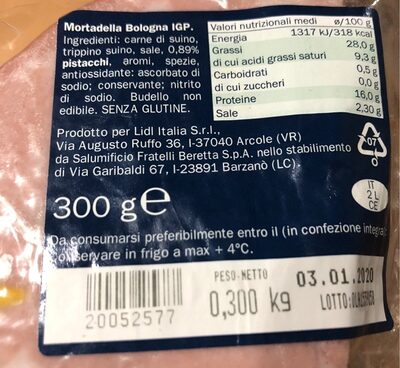 Mortadella Bologna IGP.
Ingredienti: carne di suino,
trippino suino, sale, 0,89%
pistacchi, aromi, spezie,
antiossidante: ascorbato di
sodio; conservante; nitrito
di sodio. Budello non
edibile. SENZA GLUTINE.
Valori nutrizionali medi ø/100 g
Energia 1317 kJ/318 kcal
Grassi 28,0 g
di cui acidi grassi saturi 9,3 g
Carboidrati 0,5 g
di cui zuccheri 0,0 g
Proteine 16,0 g
Sale 2,30 g
Prodotto per Lidl Italia S.r.l.,
Via Augusto Ruffo 36, I-37040 Arcole (VR)
da Salumificio Fratelli Beretta S.p.A. nello stabilimento
di Via Garibaldi 67, I-23891 Barzanò (LC).
07
300 g e
IT
2 L
CE
Da consumarsi preferibilmente entro il (in confezione integra)
conservare in frigo a max + 4°C.
PESO NETTO
0,300 kg
03.01.2020
LOTTO:
20052577